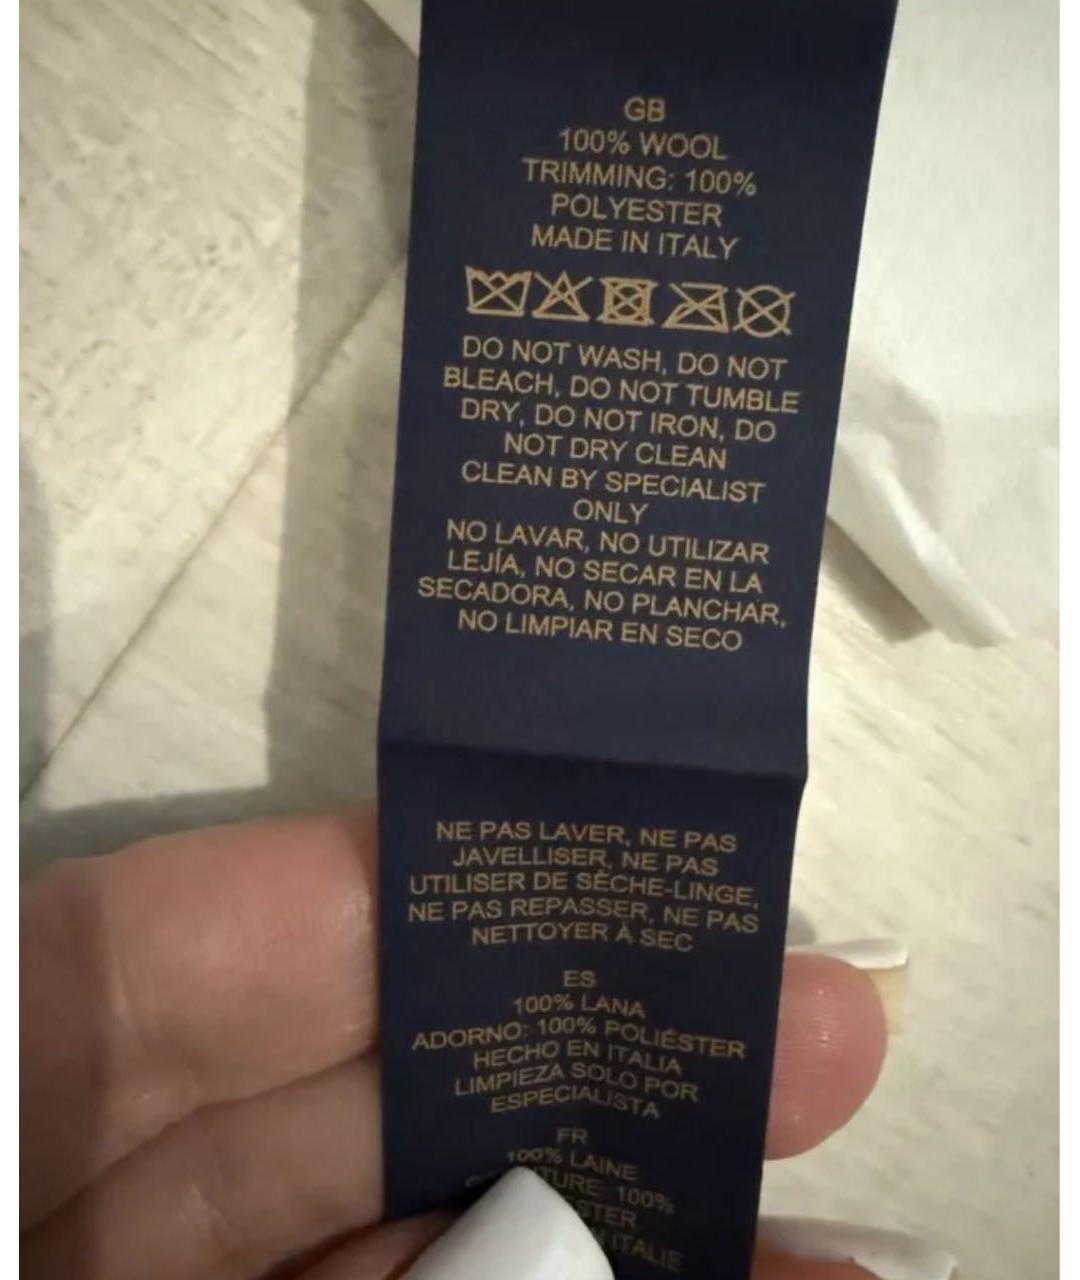 GB
100% WOOL
TRIMMING: 100%
POLYESTER
MADE IN ITALY
DO NOT WASH, DO NOT
BLEACH, DO NOT TUMBLE
DRY, DO NOT IRON, DO
NOT DRY CLEAN
CLEAN BY SPECIALIST
ONLY
NO LAVAR, NO UTILIZAR
LEJÍA, NO SECAR EN LA
SECADORA, NO PLANCHAR,
NO LIMPIAR EN SECO
NE PAS LAVER, NE PAS
JAVELLISER, NE PAS
UTILISER DE SÈCHE-LINGE,
NE PAS REPASSER, NE PAS
NETTOYER À SEC
ES
100% LANA
ADORNO: 100% POLIÉSTER
HECHO EN ITALIA
LIMPIEZA SOLO POR
ESPECIALISTA
FR
100% LAINE
100%
ITALIE